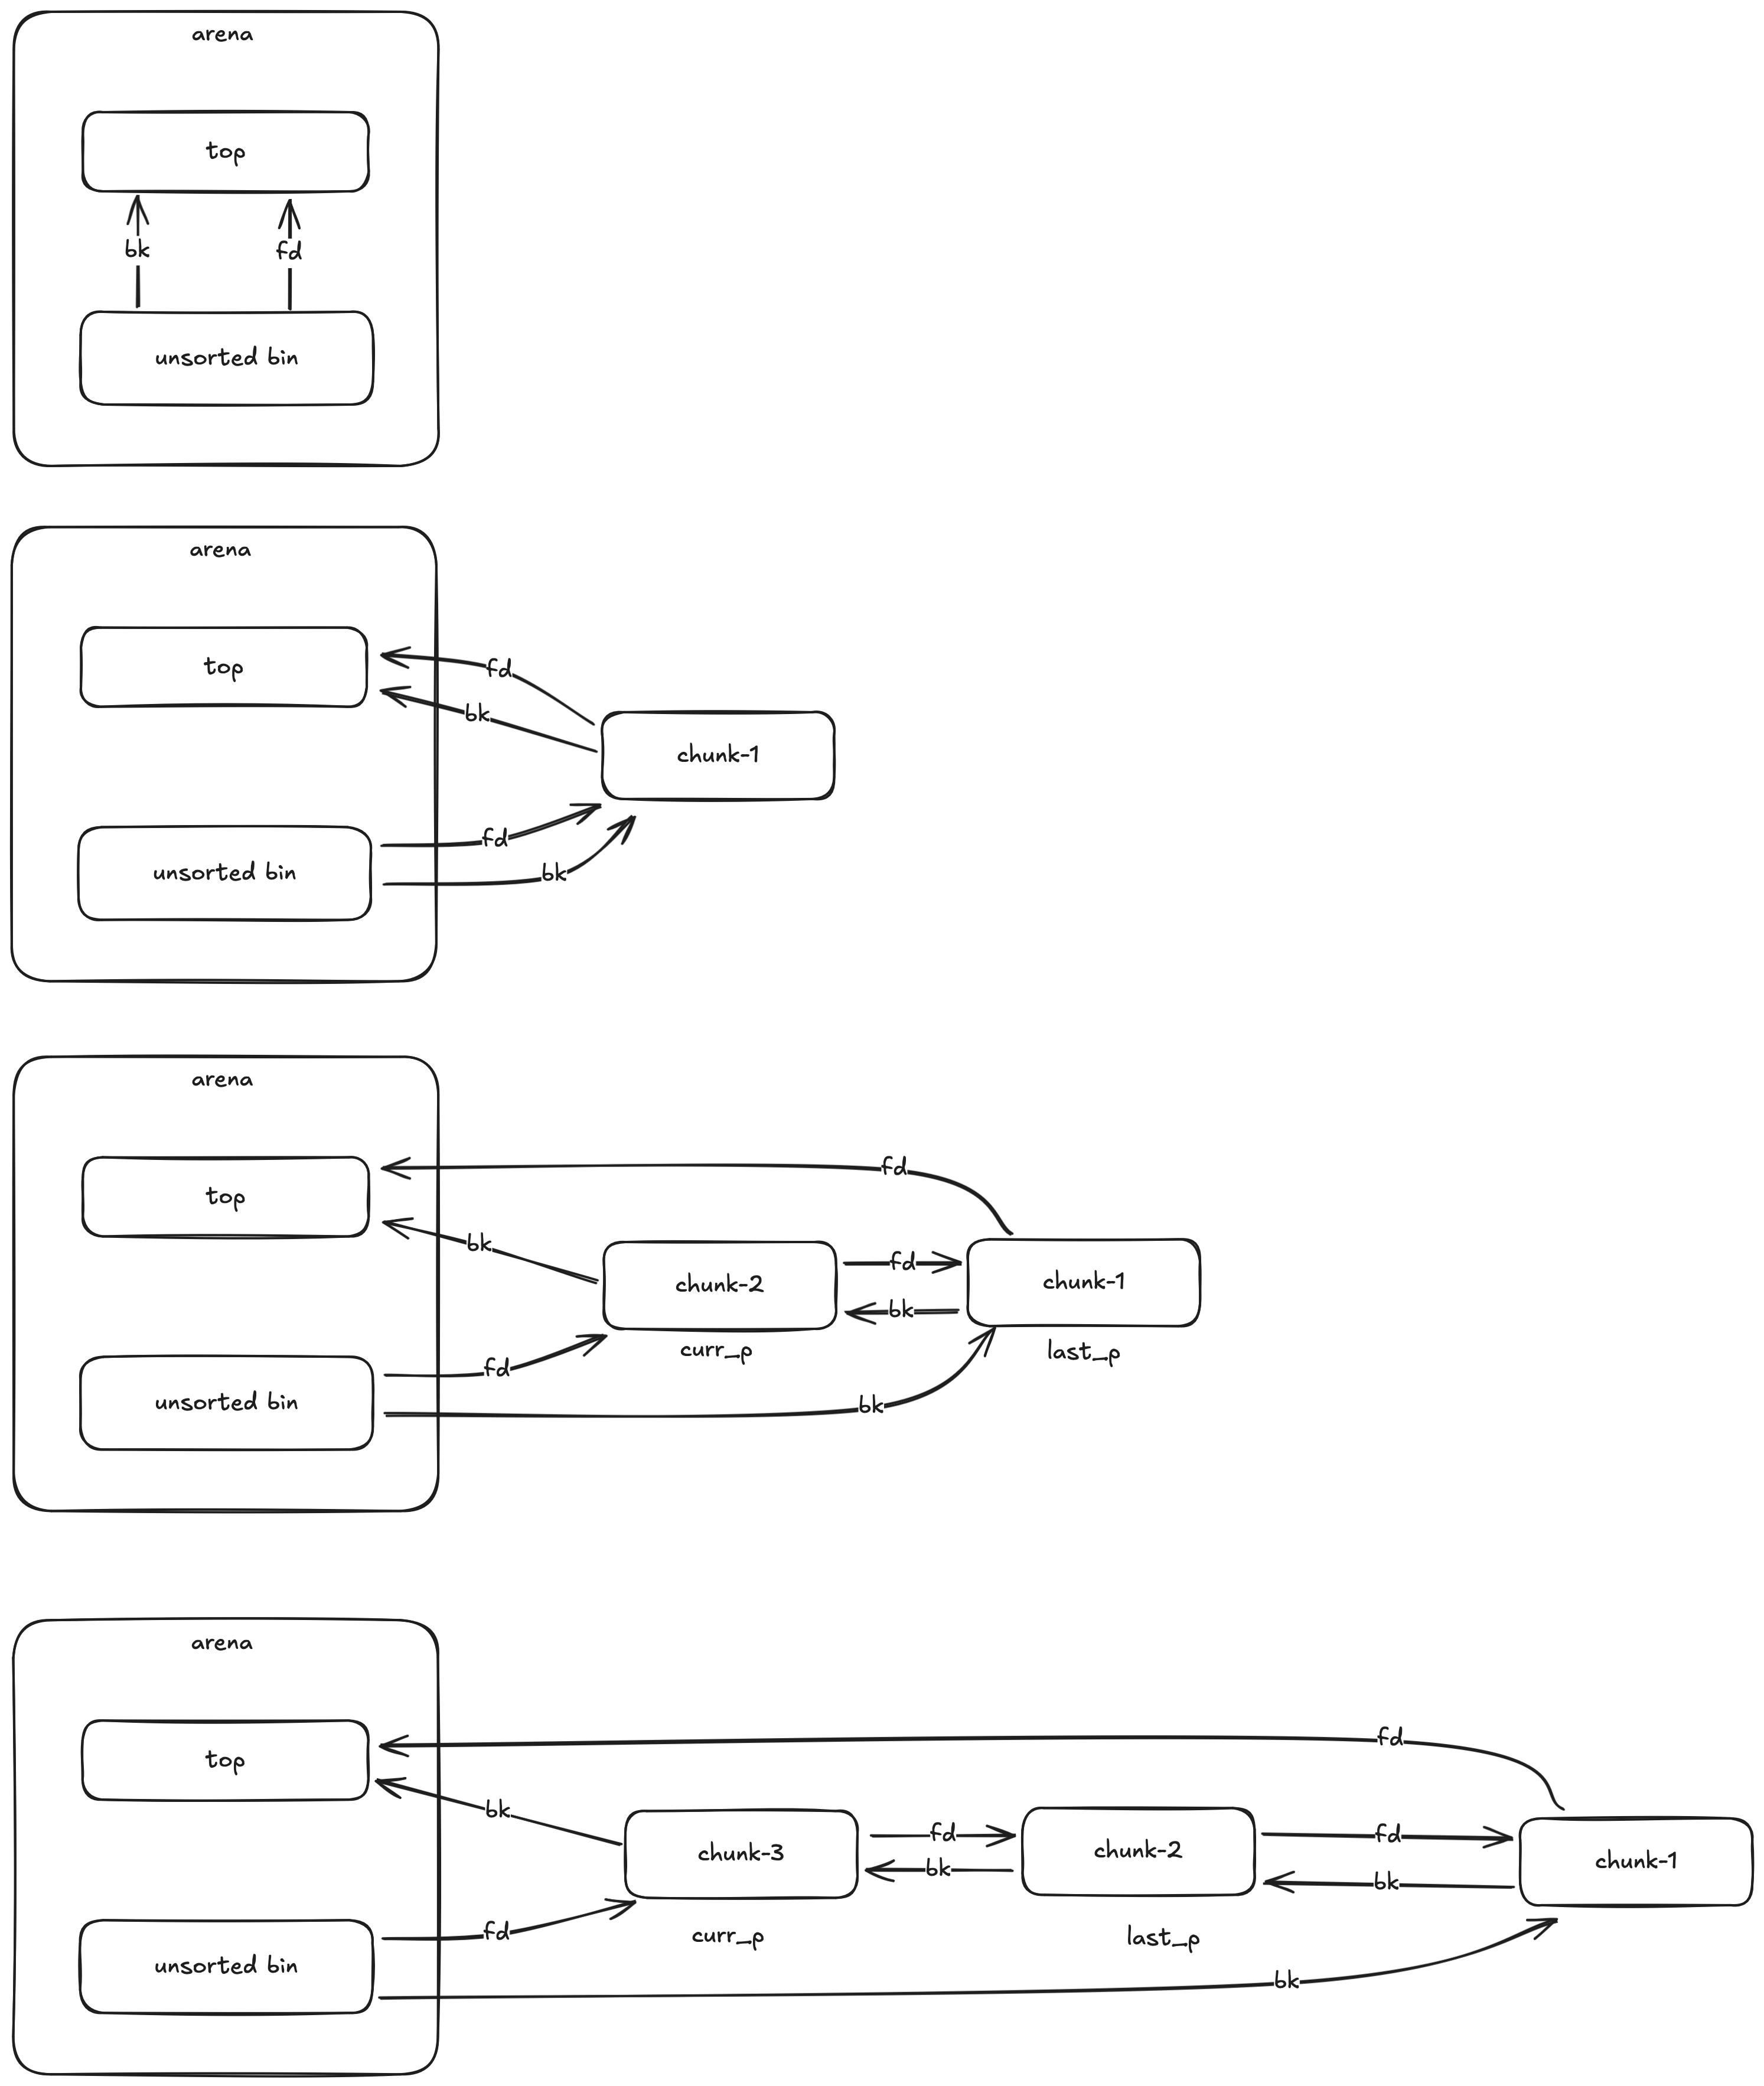 arena
top
bk
fd
unsorted bin
arena
top
fd
bk
chunk-1
fd
bk
unsorted bin
arena
fd
top
bk
fd
chunk-2
chunk-1
bk
curr_p
last_p
fd
unsorted bin
bk
arena
fd
top
bk
fd
fd
chunk-3
chunk-2
chunk-1
bk
bk
fd
curr_p
last_p
unsorted bin
bk